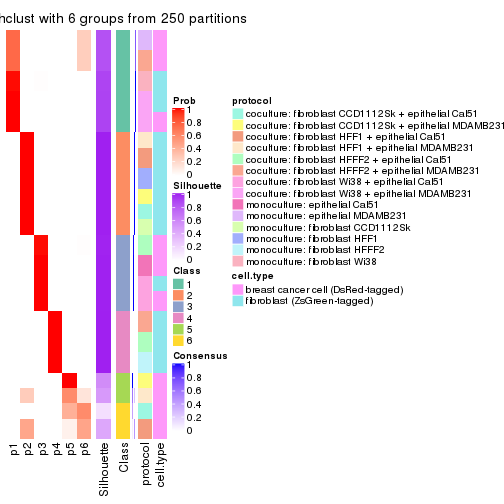 hclust with 6 groups from 250 partitions
Prob
1
0.8
0.6
0.4
0.2
0
Silhouette
1
0.8
0.6
0.4
0.2
0
Class
1
2
3
4
5
6
Consensus
1
0.8
0.6
0.4
0.2
0
protocol
coculture: fibroblast CCD1112Sk + epithelial Cal51
coculture: fibroblast CCD1112Sk + epithelial MDAMB231
coculture: fibroblast HFF1 + epithelial Cal51
coculture: fibroblast HFF1 + epithelial MDAMB231
coculture: fibroblast HFFF2 + epithelial Cal51
coculture: fibroblast HFFF2 + epithelial MDAMB231
coculture: fibroblast Wi38 + epithelial Cal51
coculture: fibroblast Wi38 + epithelial MDAMB231
monoculture: epithelial Cal51
monoculture: epithelial MDAMB231
monoculture: fibroblast CCD1112Sk
monoculture: fibroblast HFF1
monoculture: fibroblast HFFF2
monoculture: fibroblast Wi38
cell.type
breast cancer cell (DsRed-tagged)
fibroblast (ZsGreen-tagged)
p1
p2
p3
p4
p5
p6
Silhouette
Class
protocol
cell.type